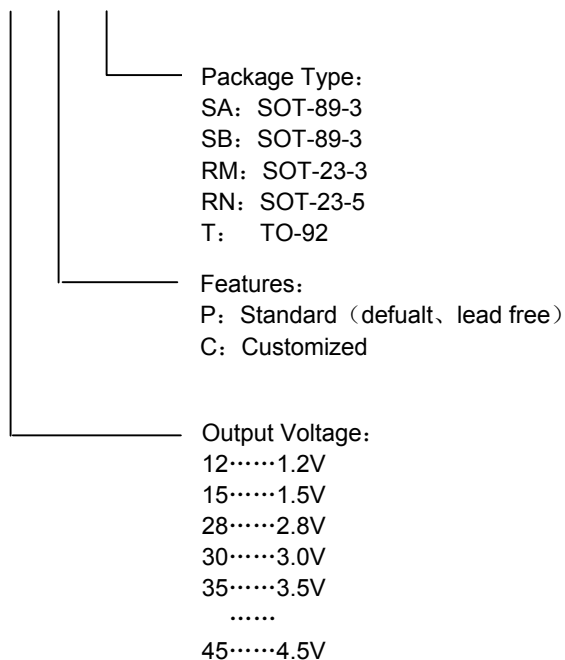 Package Type：
SA：SOT-89-3
SB：SOT-89-3
RM：SOT-23-3
RN：SOT-23-5
T： TO-92
Features：
P：Standard（defualt、lead free）
C：Customized
Output Voltage：
12……1.2V
15……1.5V
28……2.8V
30……3.0V
35……3.5V
……
45……4.5V